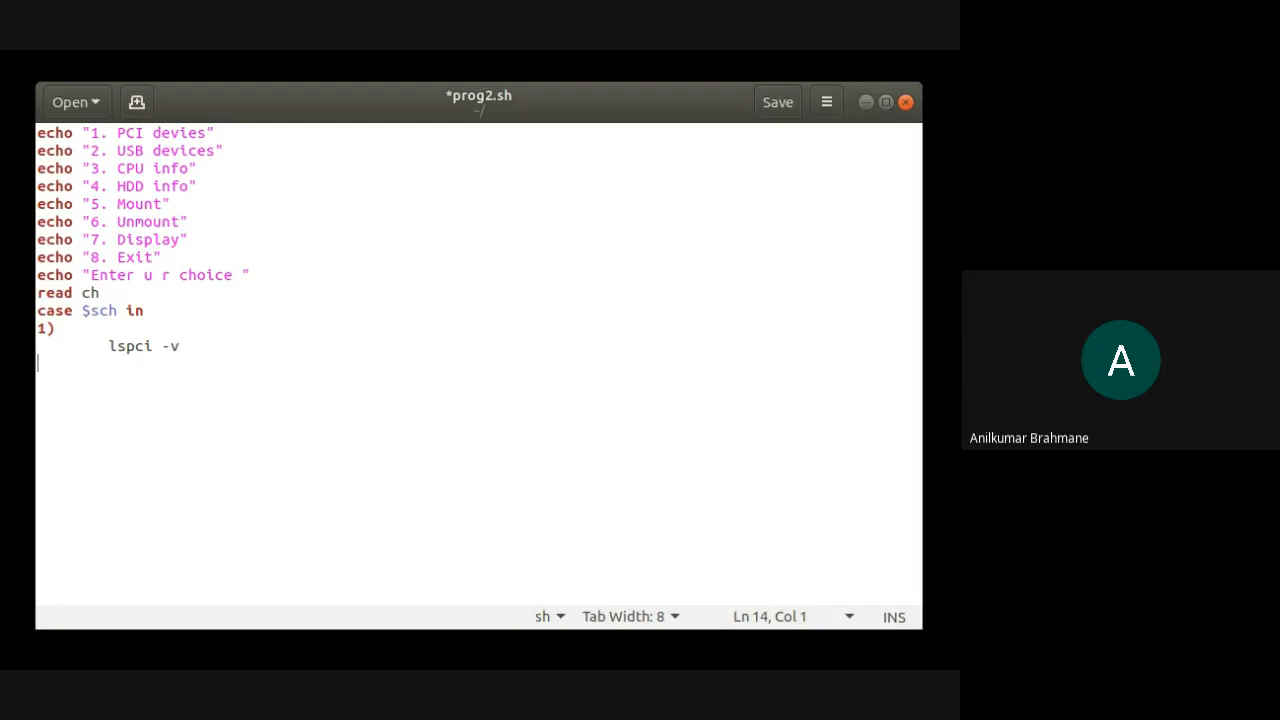 Open
*prog2.sh
~/
Save
echo "1. PCI devies"
echo "2. USB devices"
echo "3. CPU info"
echo "4. HDD info"
echo "5. Mount"
echo "6. Unmount"
echo "7. Display"
echo "8. Exit"
echo "Enter u r choice "
read ch
case $sch in
1)
lspci -v
sh
Tab Width: 8
Ln 14, Col 1
INS
A
Anilkumar Brahmane